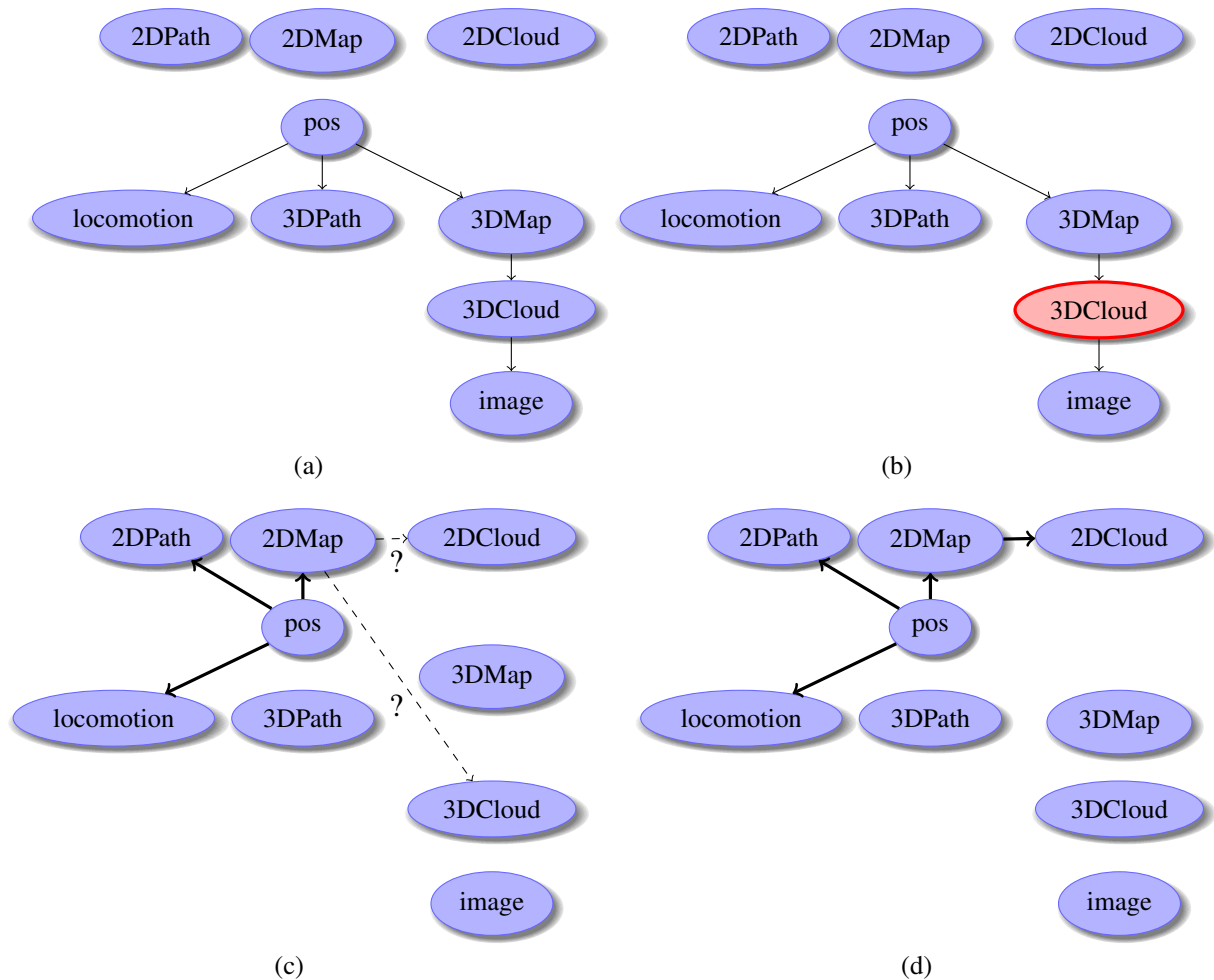 2DPath 2DMap 2DCloud
pos
locomotion 3DPath 3DMap
3DCloud
image
(a)
2DPath 2DMap 2DCloud
pos
locomotion 3DPath 3DMap
3DCloud
image
(b)
2DPath 2DMap 2DCloud
?
pos
3DMap
?
locomotion 3DPath
3DCloud
image
(c)
2DPath 2DMap 2DCloud
pos
locomotion 3DPath 3DMap
3DCloud
image
(d)